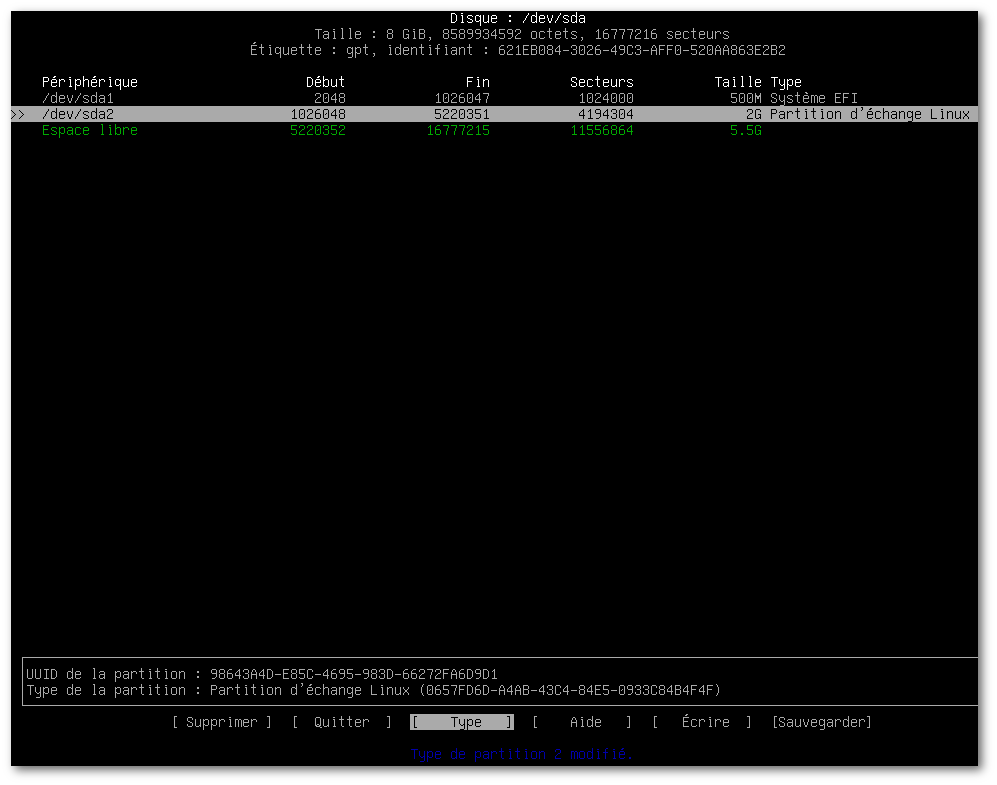 Disque : /dev/sda
Taille : 8 GiB, 8589934592 octets, 16777216 secteurs
Étiquette : gpt, identifiant : 621EB084-3026-49C3-AFF0-520AA863E2B2
Périphérique Début Fin Secteurs Taille Type
/dev/sda1 2048 1026047 1024000 500M Système EFI
>> /dev/sda2 1026048 5220351 4194304 2G Partition d'échange Linux
Espace libre 5220352 16777215 11556864 5.5G
UUID de la partition : 98643A4D-E85C-4695-983D-66272FA6D9D1
Type de la partition : Partition d'échange Linux (0657FD6D-A4AB-43C4-84E5-0933C84B4F4F)
[ Supprimer ] [ Quitter ] [ Type ] [ Aide ] [ Écrire ] [Sauvegarder]
Type de partition 2 modifié.